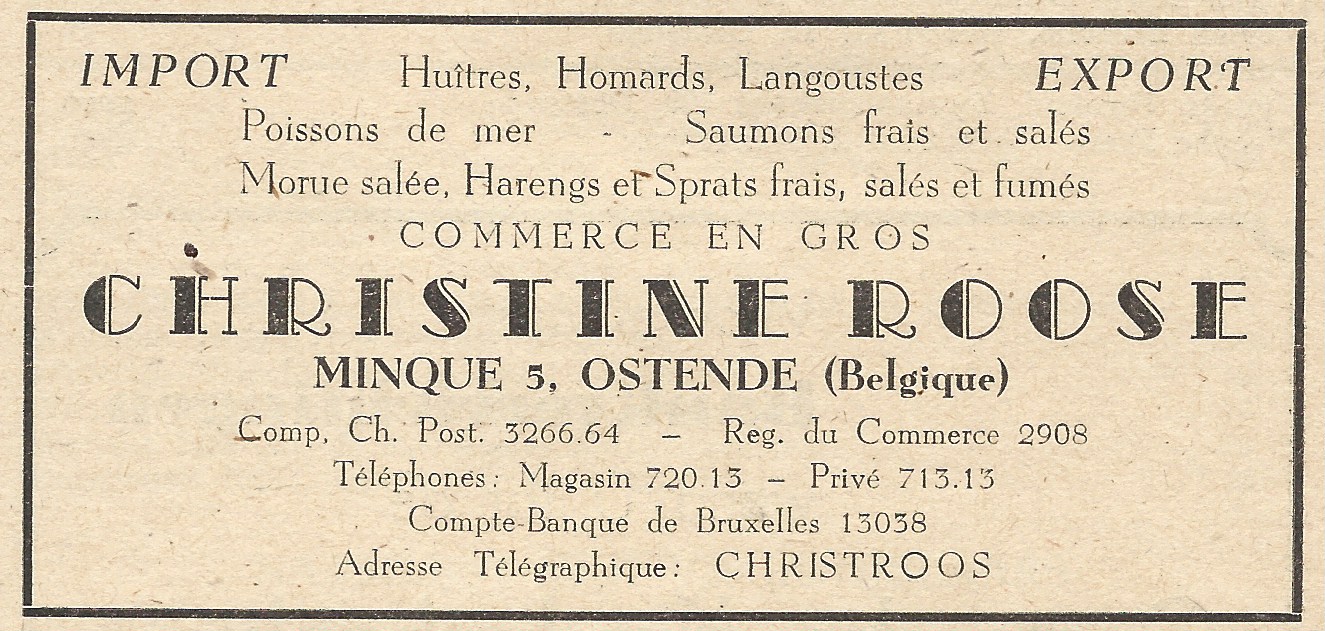 IMPORT Huîtres, Homards, Langoustes EXPORT
Poissons de mer - Saumons frais et salés
Morue salée, Harengs et Sprats frais, salés et fumés
COMMERCE EN GROS
CHRISTINE ROOSE
MINQUE 5, OSTENDE (Belgique)
Comp. Ch. Post. 3266.64 — Reg. du Commerce 2908
Téléphones: Magasin 720.13 — Privé 713.13
Compte-Banque de Bruxelles 13038
Adresse Télégraphique: CHRISTROOS